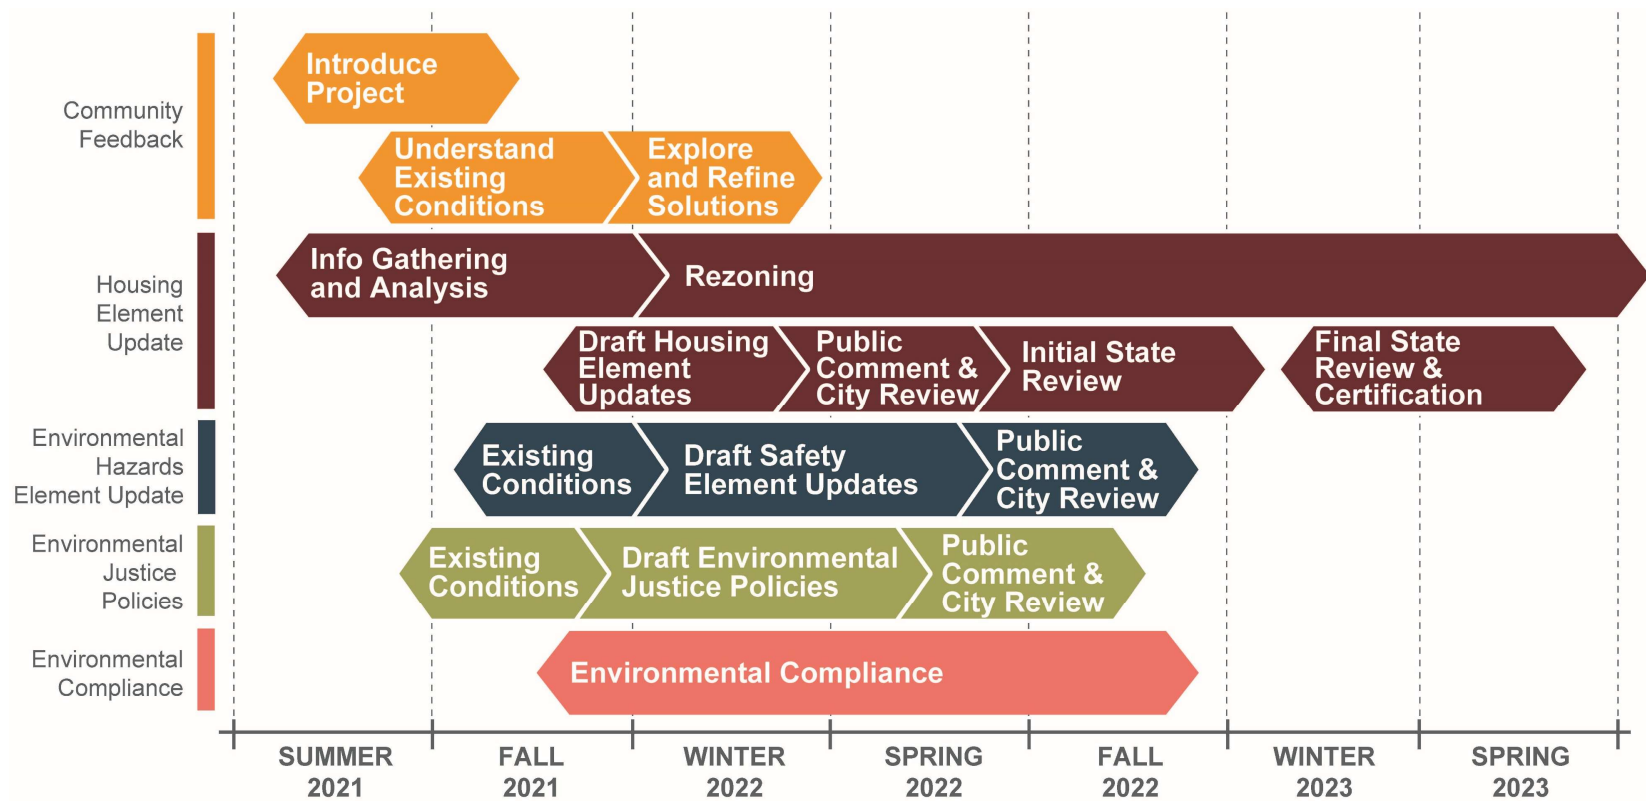 Community
Feedback
Introduce
Project
Understand
Existing
Conditions
Explore
and Refine
Solutions
Housing
Element
Update
Info Gathering
and Analysis
Rezoning
Draft Housing
Element
Updates
Public
Comment &
City Review
Initial State
Review
Final State
Review &
Certification
Environmental
Hazards
Element Update
Existing
Conditions
Draft Safety
Element Updates
Public
Comment &
City Review
Environmental
Justice
Policies
Existing
Conditions
Draft Environmental
Justice Policies
Public
Comment &
City Review
Environmental
Compliance
Environmental Compliance
SUMMER
2021
FALL
2021
WINTER
2022
SPRING
2022
FALL
2022
WINTER
2023
SPRING
2023